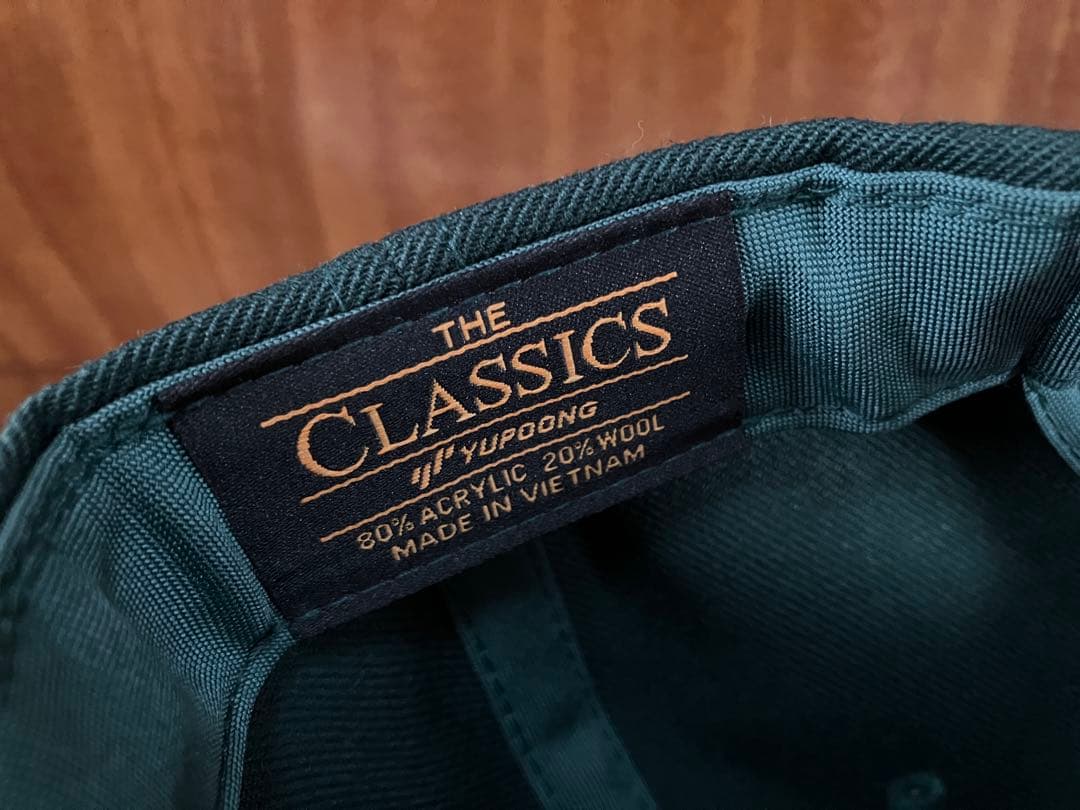 THE
CLASSICS
YUPOONG
80% ACRYLIC 20% WOOL
MADE IN VIETNAM